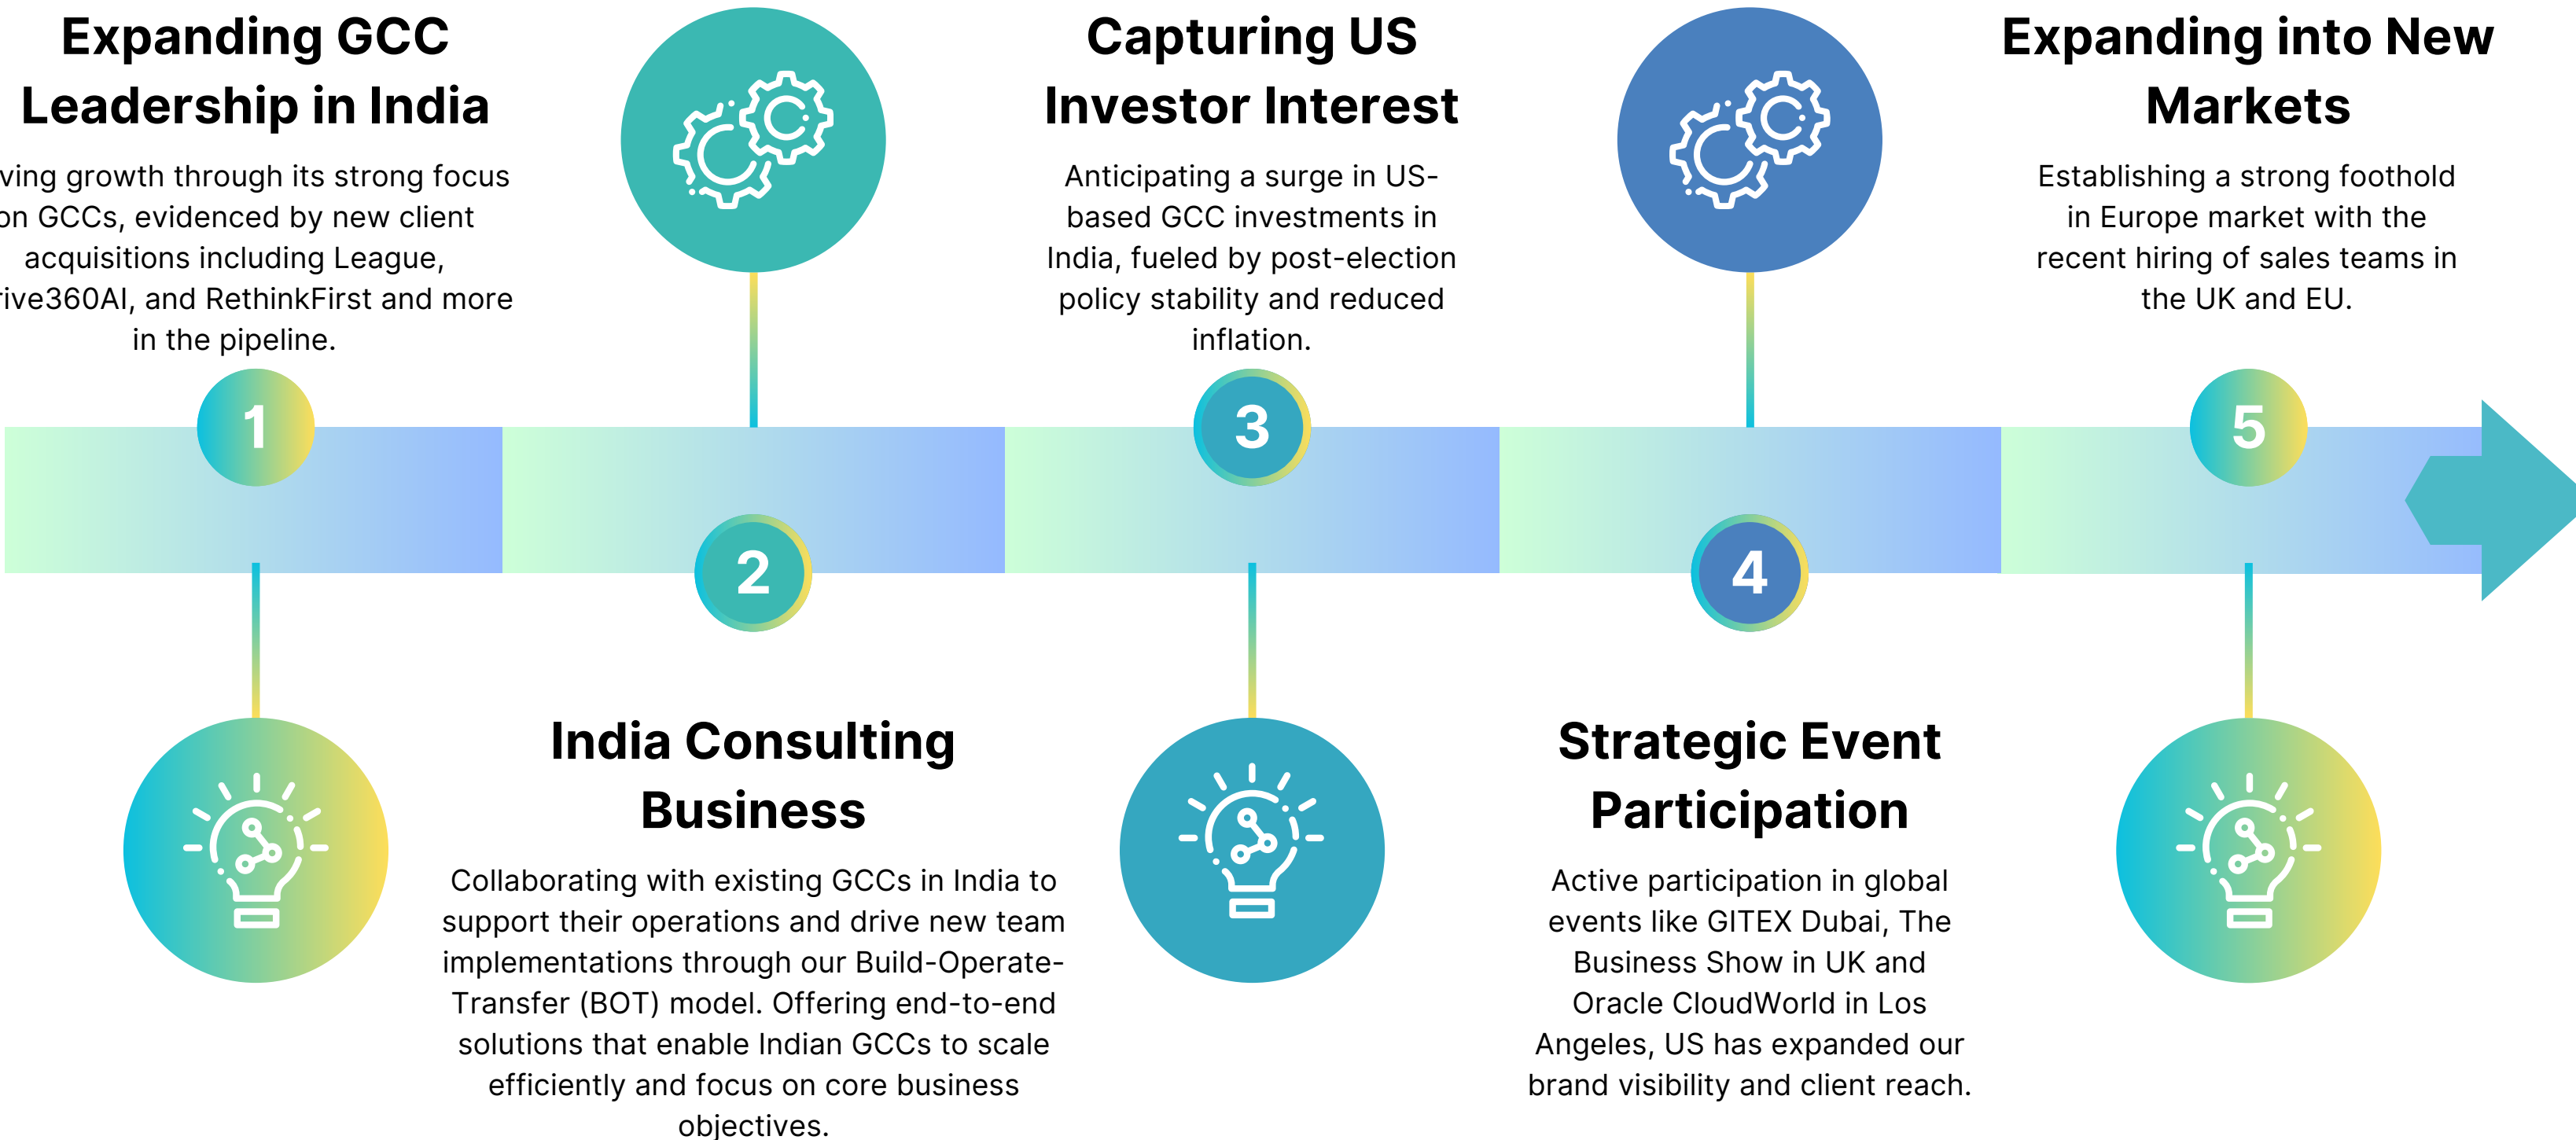 Expanding GCC
Leadership in India
growth through its strong focus
on GCCs, evidenced by new client
acquisitions including League,
and RethinkFirst and more
in the pipeline.
1
2
India Consulting
Business
Collaborating with existing GCCs in India to
support their operations and drive new team
implementations through our Build-Operate-
Transfer (BOT) model. Offering end-to-end
solutions that enable Indian GCCs to scale
efficiently and focus on core business
objectives.
Capturing US
Investor Interest
Anticipating a surge in US-
based GCC investments in
India, fueled by post-election
policy stability and reduced
inflation.
3
4
Strategic Event
Participation
Active participation in global
events like GITEX Dubai, The
Business Show in UK and
Oracle CloudWorld in Los
Angeles, US has expanded our
brand visibility and client reach.
Expanding into New
Markets
Establishing a strong foothold
in Europe market with the
recent hiring of sales teams in
the UK and EU.
5